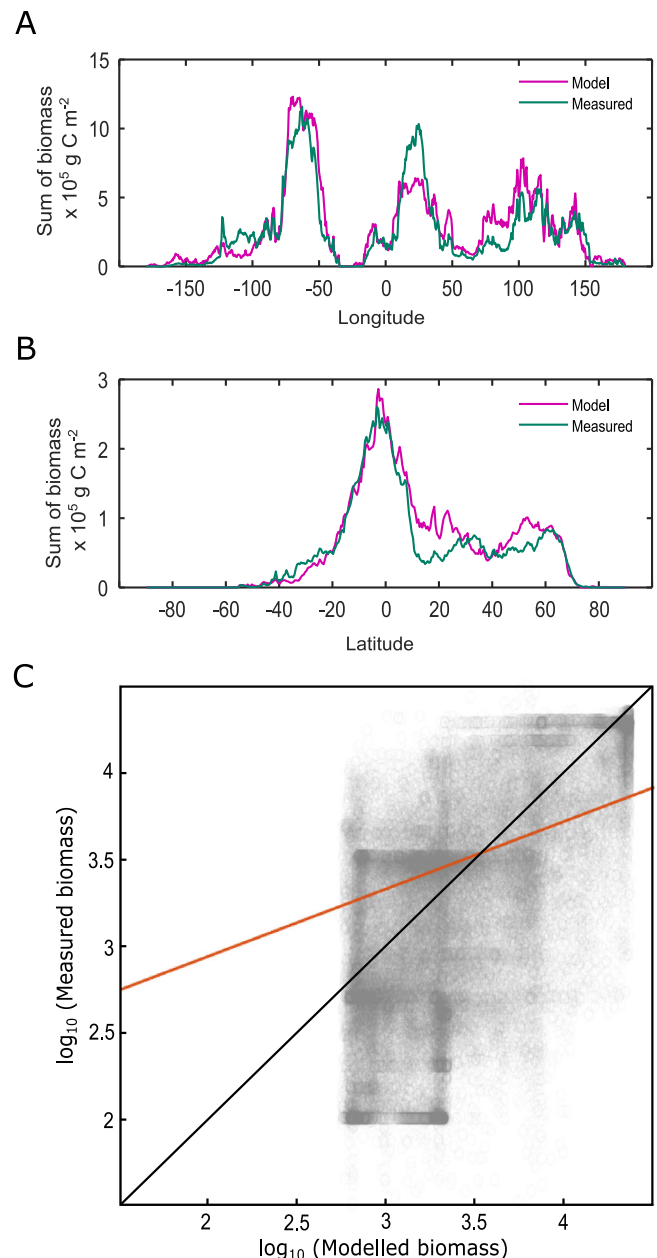 A
Sum of biomass
x 10⁵ g C m⁻²
15
10
5
0
Model
Measured
-150 -100 -50 0 50 100 150
Longitude
B
Sum of biomass
x 10⁵ g C m⁻²
3
2
1
0
Model
Measured
-80 -60 -40 -20 0 20 40 60 80
Latitude
C
log₁₀ (Measured biomass)
4
3.5
3
2.5
2
2 2.5 3 3.5 4
log₁₀ (Modelled biomass)